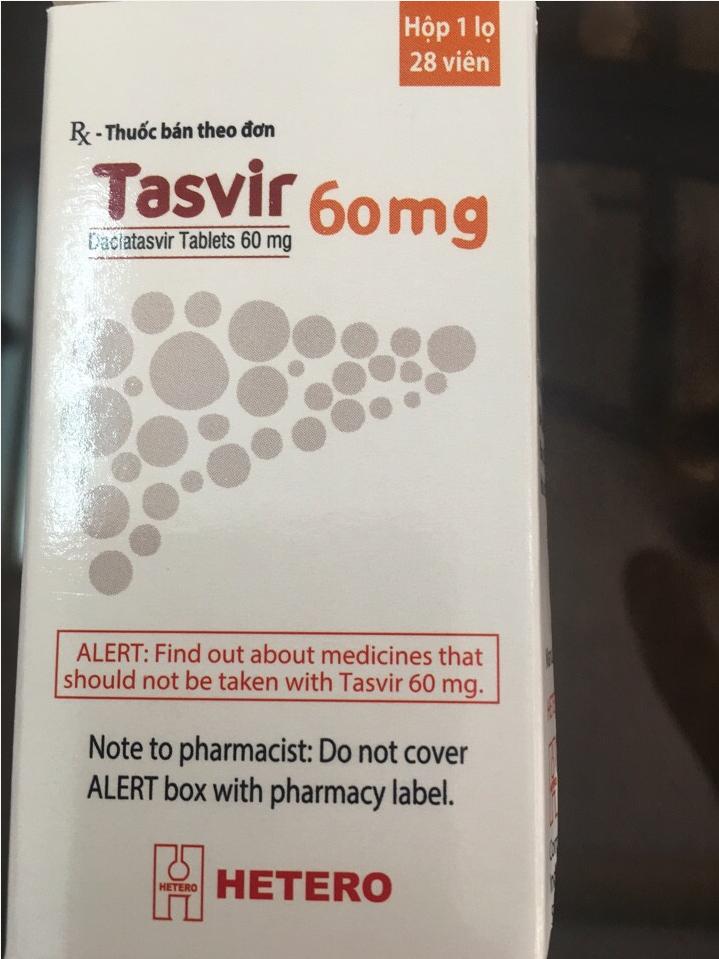 Hộp 1 lọ
28 viên
Rx - Thuốc bán theo đơn
Tasvir 60mg
Daclatasvir Tablets 60 mg
ALERT: Find out about medicines that
should not be taken with Tasvir 60 mg.
Note to pharmacist: Do not cover
ALERT box with pharmacy label.
HETERO
HETERO